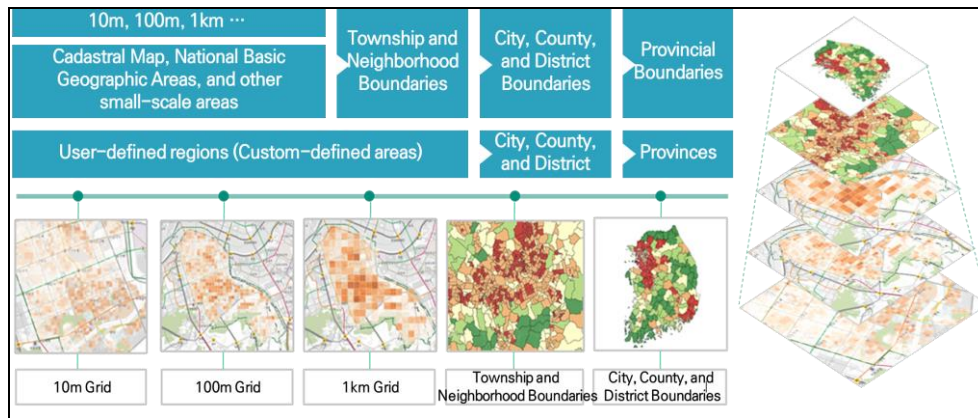 10m, 100m, 1km ···
Cadastral Map, National Basic
Geographic Areas, and other
small-scale areas
Township and
Neighborhood
Boundaries
City, County,
and District
Boundaries
Provincial
Boundaries
User-defined regions (Custom-defined areas)
City, County,
and District
Provinces
10m Grid
100m Grid
1km Grid
Township and
Neighborhood Boundaries
City, County, and
District Boundaries